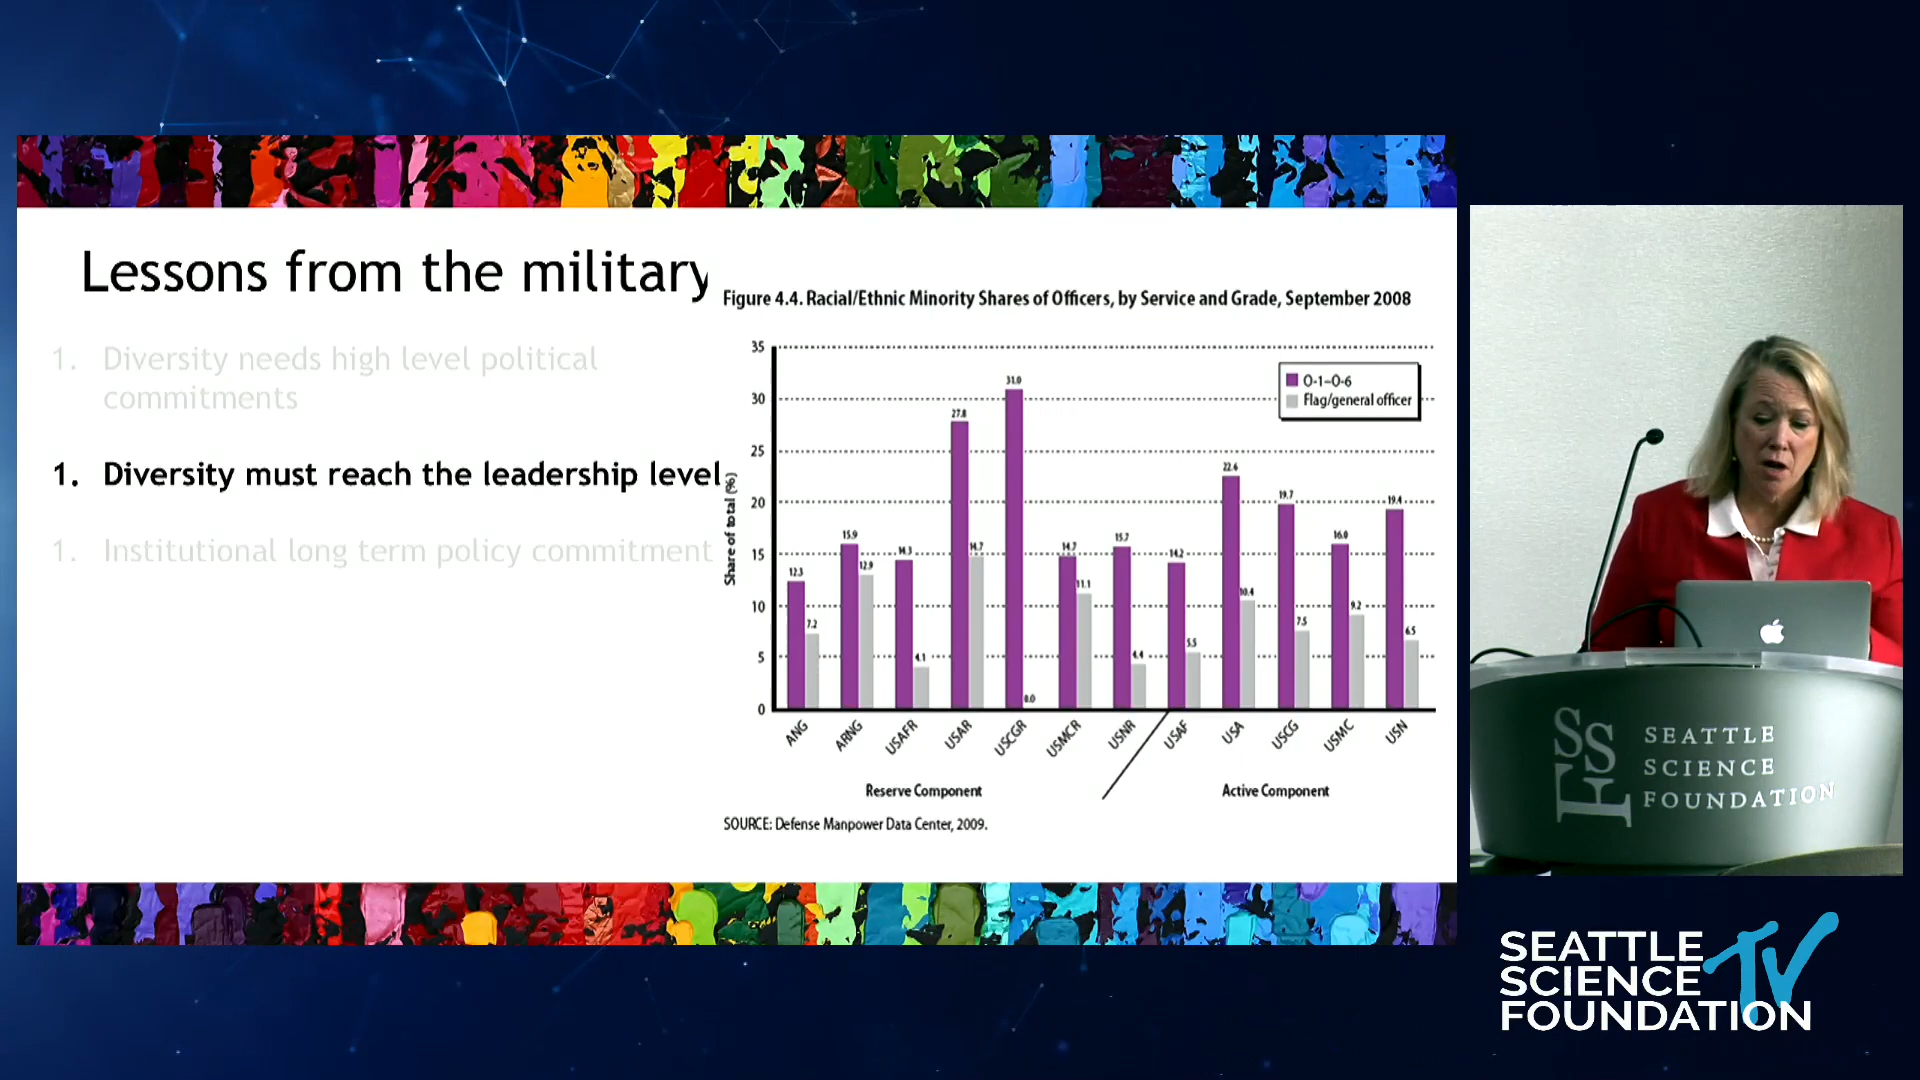 Lessons from the military
1. Diversity needs high level political
commitments
1. Diversity must reach the leadership level
1. Institutional long term policy commitment
Figure 4.4. Racial/Ethnic Minority Shares of Officers, by Service and Grade, September 2008
Share of total (%)
35
30
25
20
15
10
5
0
O-1–O-6
Flag/general officer
12.3
7.2
15.9
12.9
14.3
4.1
27.8
14.7
31.0
0.0
14.7
11.1
15.7
4.4
14.2
5.5
22.6
10.4
19.7
7.5
16.0
9.2
19.4
6.5
ANG
ARNG
USAFR
USAR
USCGR
USMCR
USNR
USAF
USA
USCG
USMC
USN
Reserve Component
Active Component
SOURCE: Defense Manpower Data Center, 2009.
SSF
SEATTLE
SCIENCE
FOUNDATION
SEATTLE
SCIENCE
FOUNDATION
TV